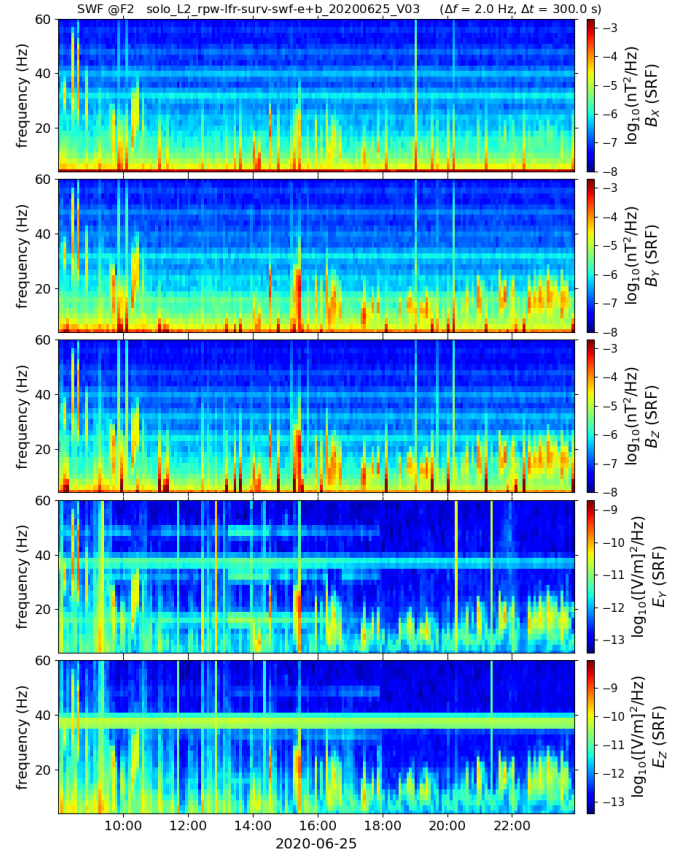 SWF @F2 solo_L2_rpw-lfr-surv-swf-e+b_20200625_V03 (Δf = 2.0 Hz, Δt = 300.0 s)
60
40
20
frequency (Hz)
−3
−4
−5
−6
−7
−8
log₁₀(nT²/Hz)
B_X (SRF)
60
40
20
frequency (Hz)
−3
−4
−5
−6
−7
−8
log₁₀(nT²/Hz)
B_Y (SRF)
60
40
20
frequency (Hz)
−3
−4
−5
−6
−7
−8
log₁₀(nT²/Hz)
B_Z (SRF)
60
40
20
frequency (Hz)
−9
−10
−11
−12
−13
log₁₀([V/m]²/Hz)
E_Y (SRF)
60
40
20
frequency (Hz)
−9
−10
−11
−12
−13
log₁₀([V/m]²/Hz)
E_Z (SRF)
10:00 12:00 14:00 16:00 18:00 20:00 22:00
2020-06-25